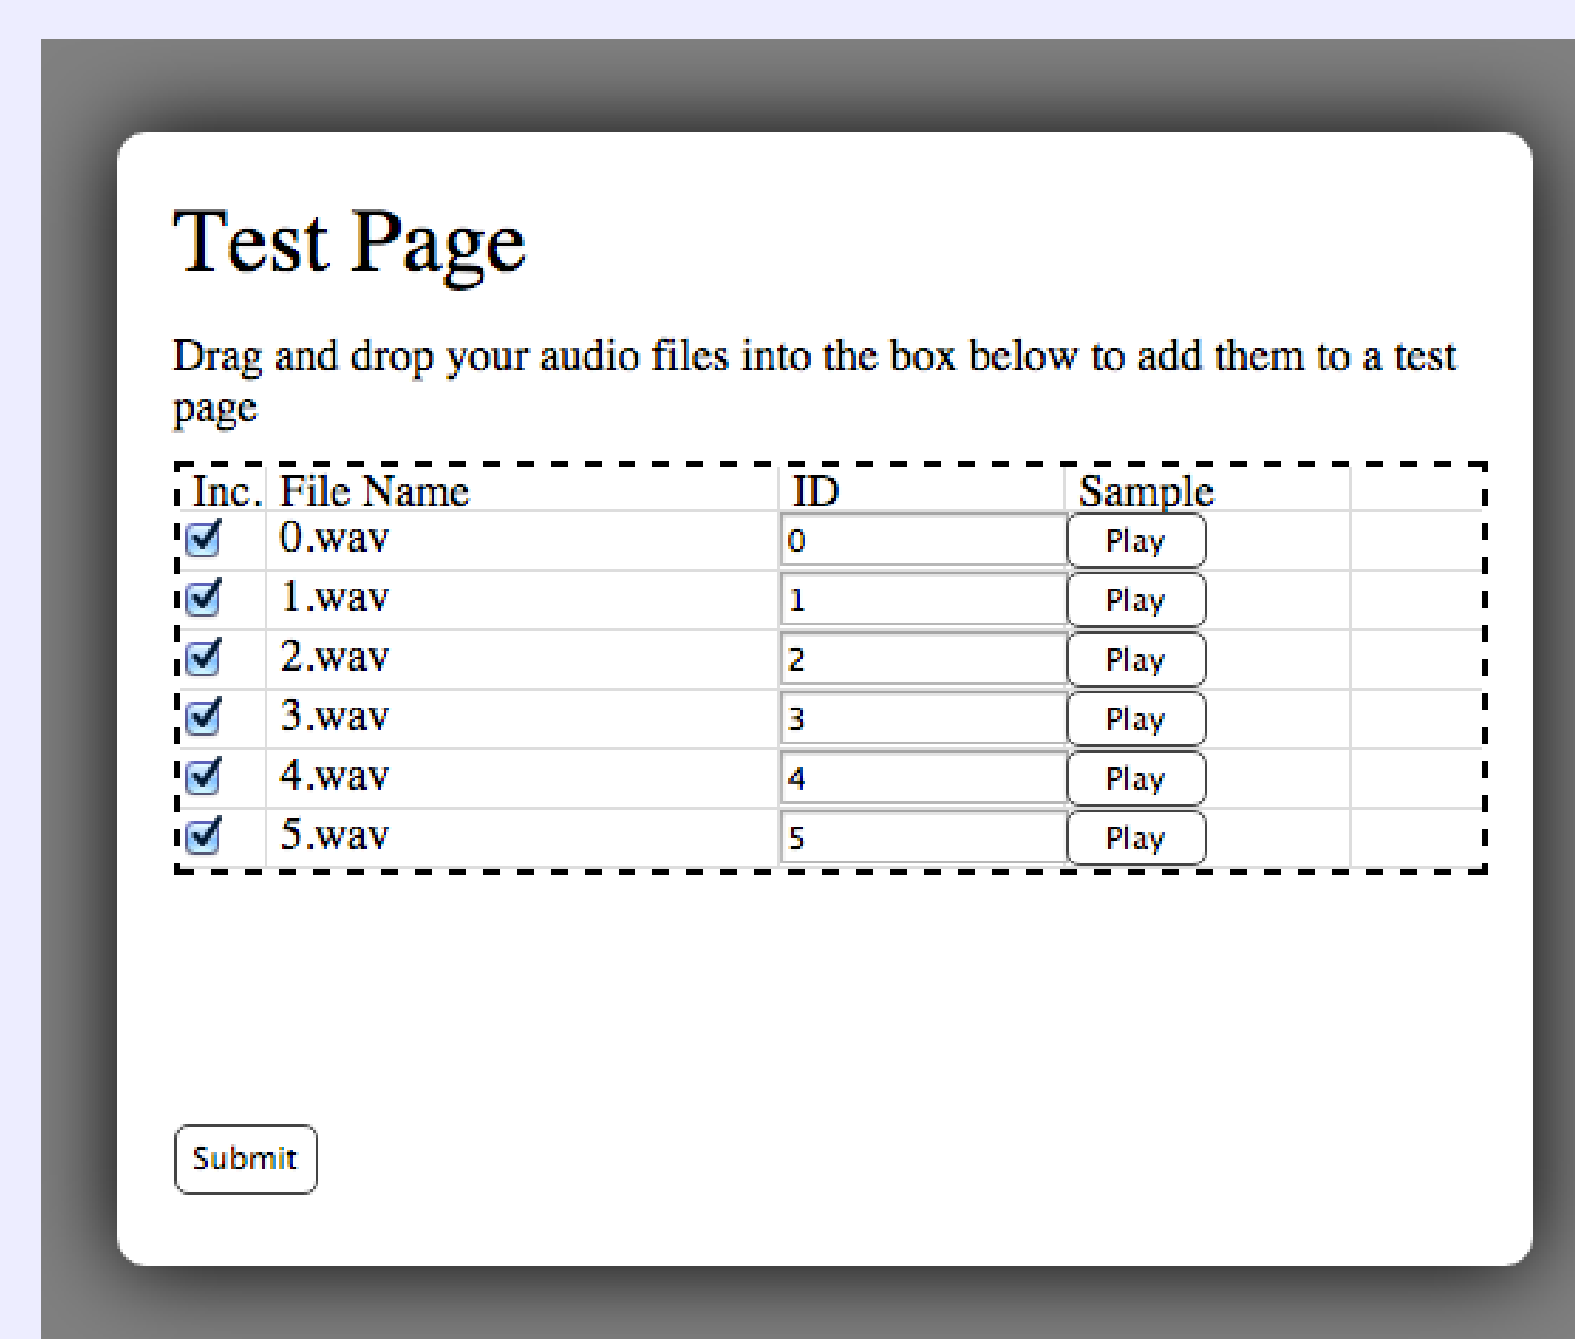 Test Page
Drag and drop your audio files into the box below to add them to a test
page
Inc. File Name ID Sample
0.wav 0 Play
1.wav 1 Play
2.wav 2 Play
3.wav 3 Play
4.wav 4 Play
5.wav 5 Play
Submit